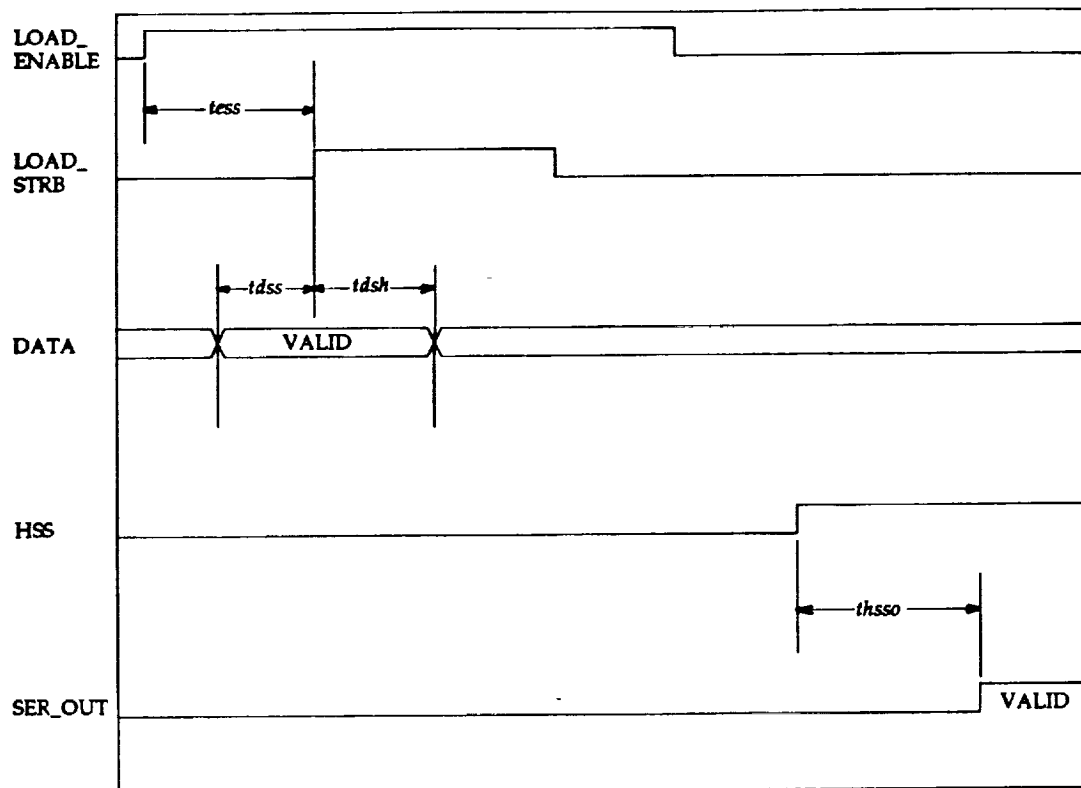 LOAD_
ENABLE
tess
LOAD_
STRB
tdss
tdsh
DATA
VALID
HSS
thsso
SER_OUT
VALID